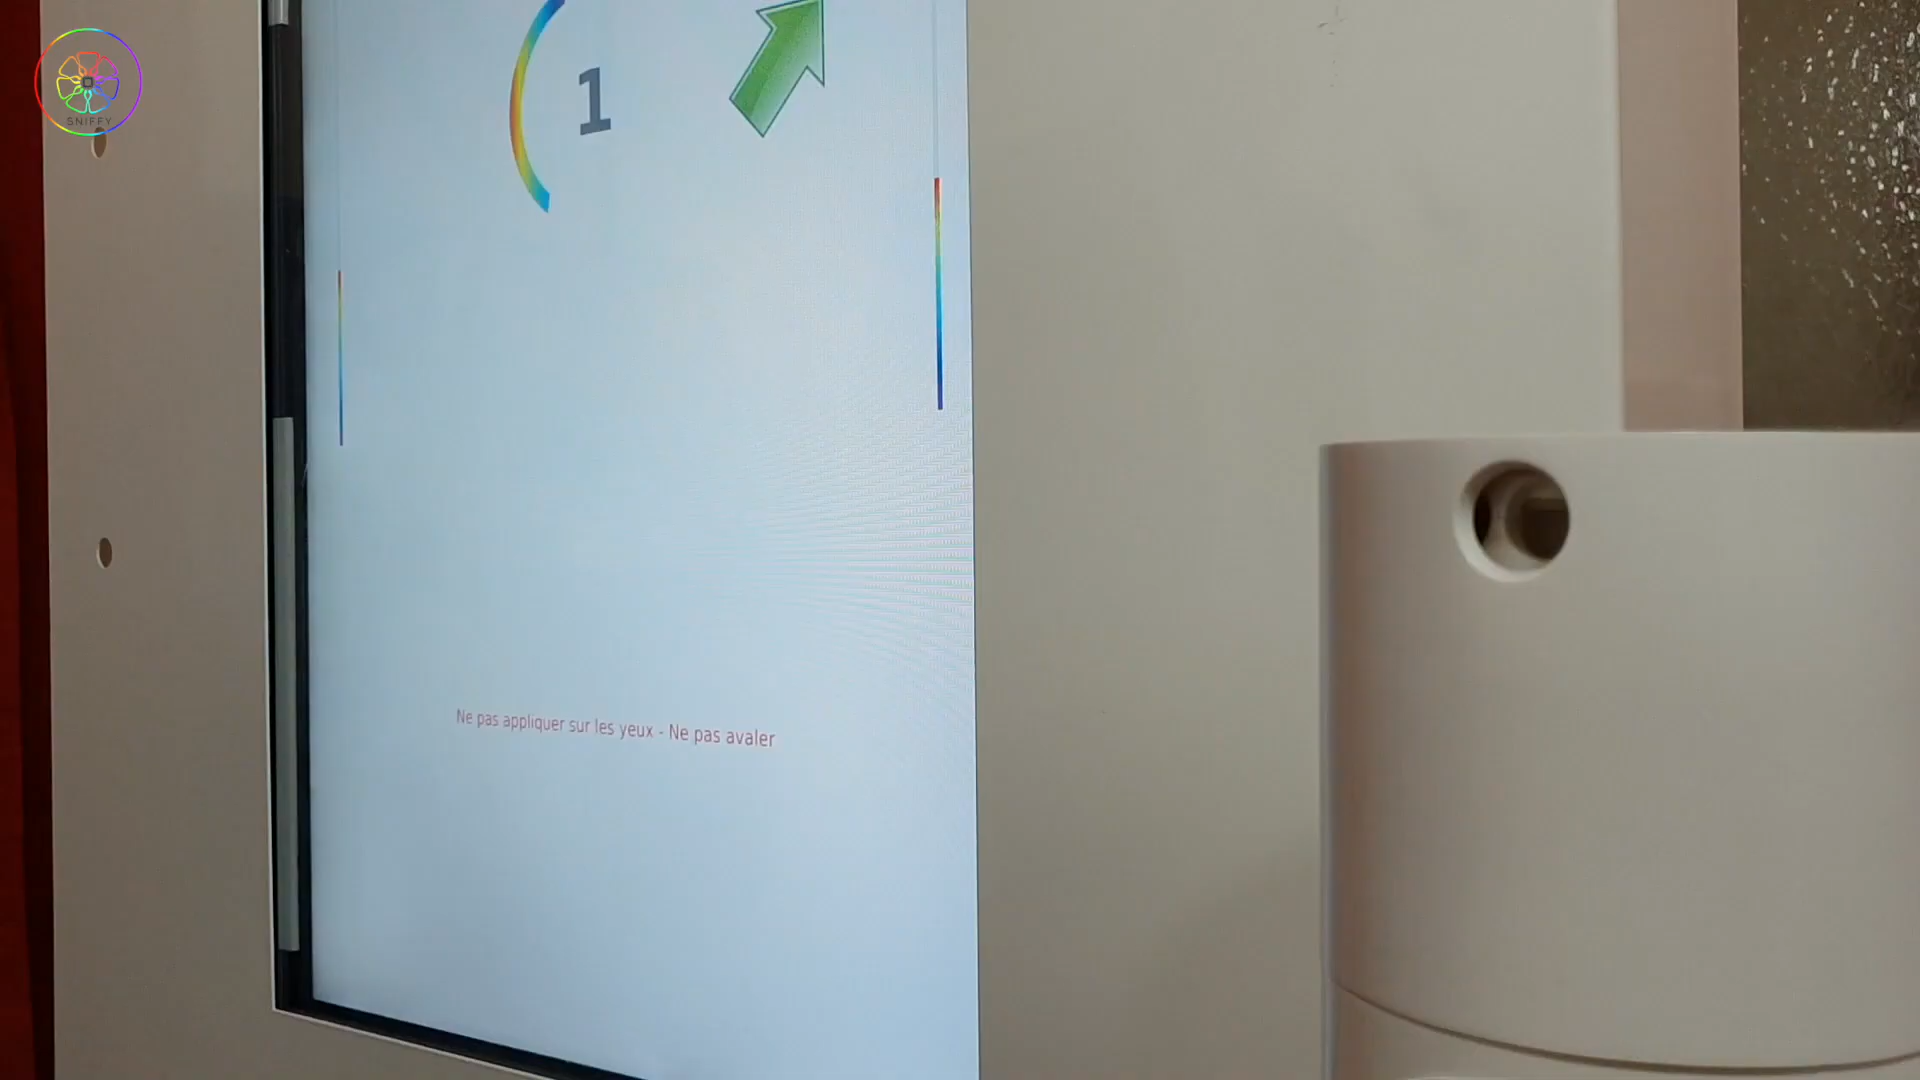 SNIFFY
1
Ne pas appliquer sur les yeux - Ne pas avaler